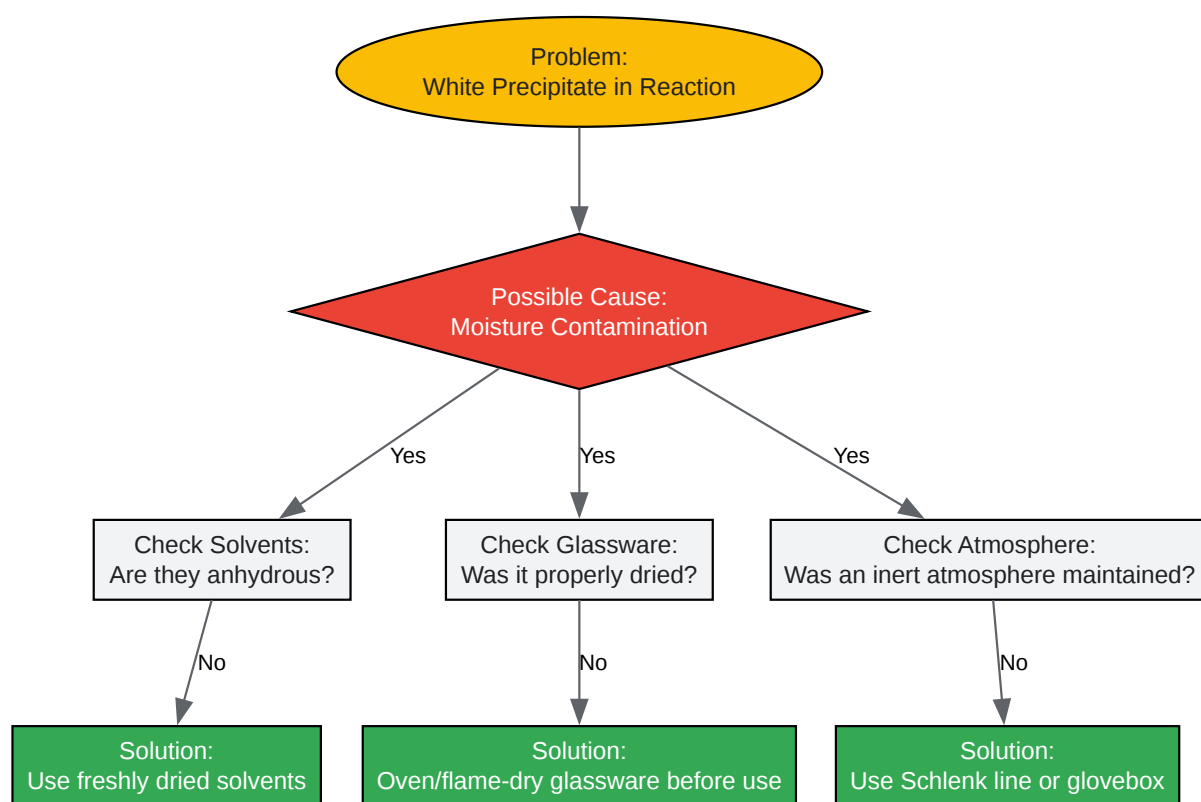 Problem:
White Precipitate in Reaction
Possible Cause:
Moisture Contamination
Yes
Yes
Yes
Check Solvents:
Are they anhydrous?
Check Glassware:
Was it properly dried?
Check Atmosphere:
Was an inert atmosphere maintained?
No
No
No
Solution:
Use freshly dried solvents
Solution:
Oven/flame-dry glassware before use
Solution:
Use Schlenk line or glovebox